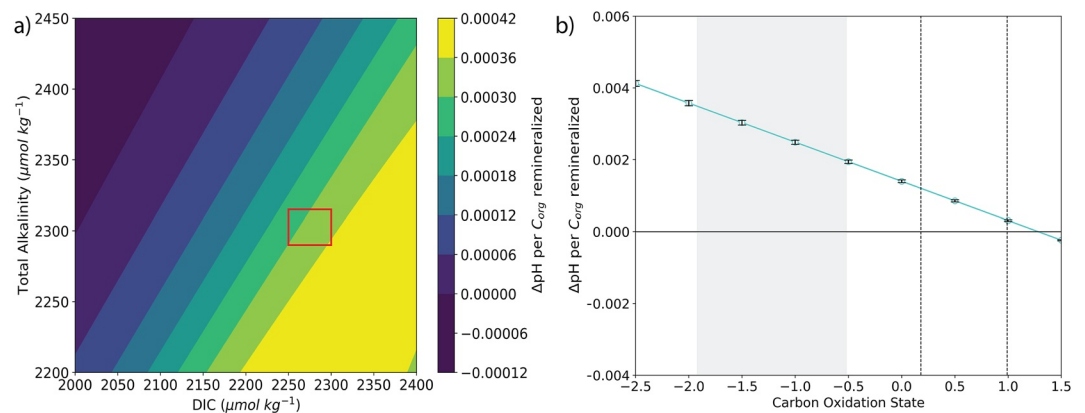 a)
2450
2400
2350
2300
2250
2200
Total Alkalinity (μmol kg⁻¹)
2000 2050 2100 2150 2200 2250 2300 2350 2400
DIC (μmol kg⁻¹)
0.00042
0.00036
0.00030
0.00024
0.00018
0.00012
0.00006
0.00000
−0.00006
−0.00012
ΔpH per Corg remineralized
b)
0.006
0.004
0.002
0.000
−0.002
−0.004
ΔpH per Corg remineralized
−2.5 −2.0 −1.5 −1.0 −0.5 0.0 0.5 1.0 1.5
Carbon Oxidation State